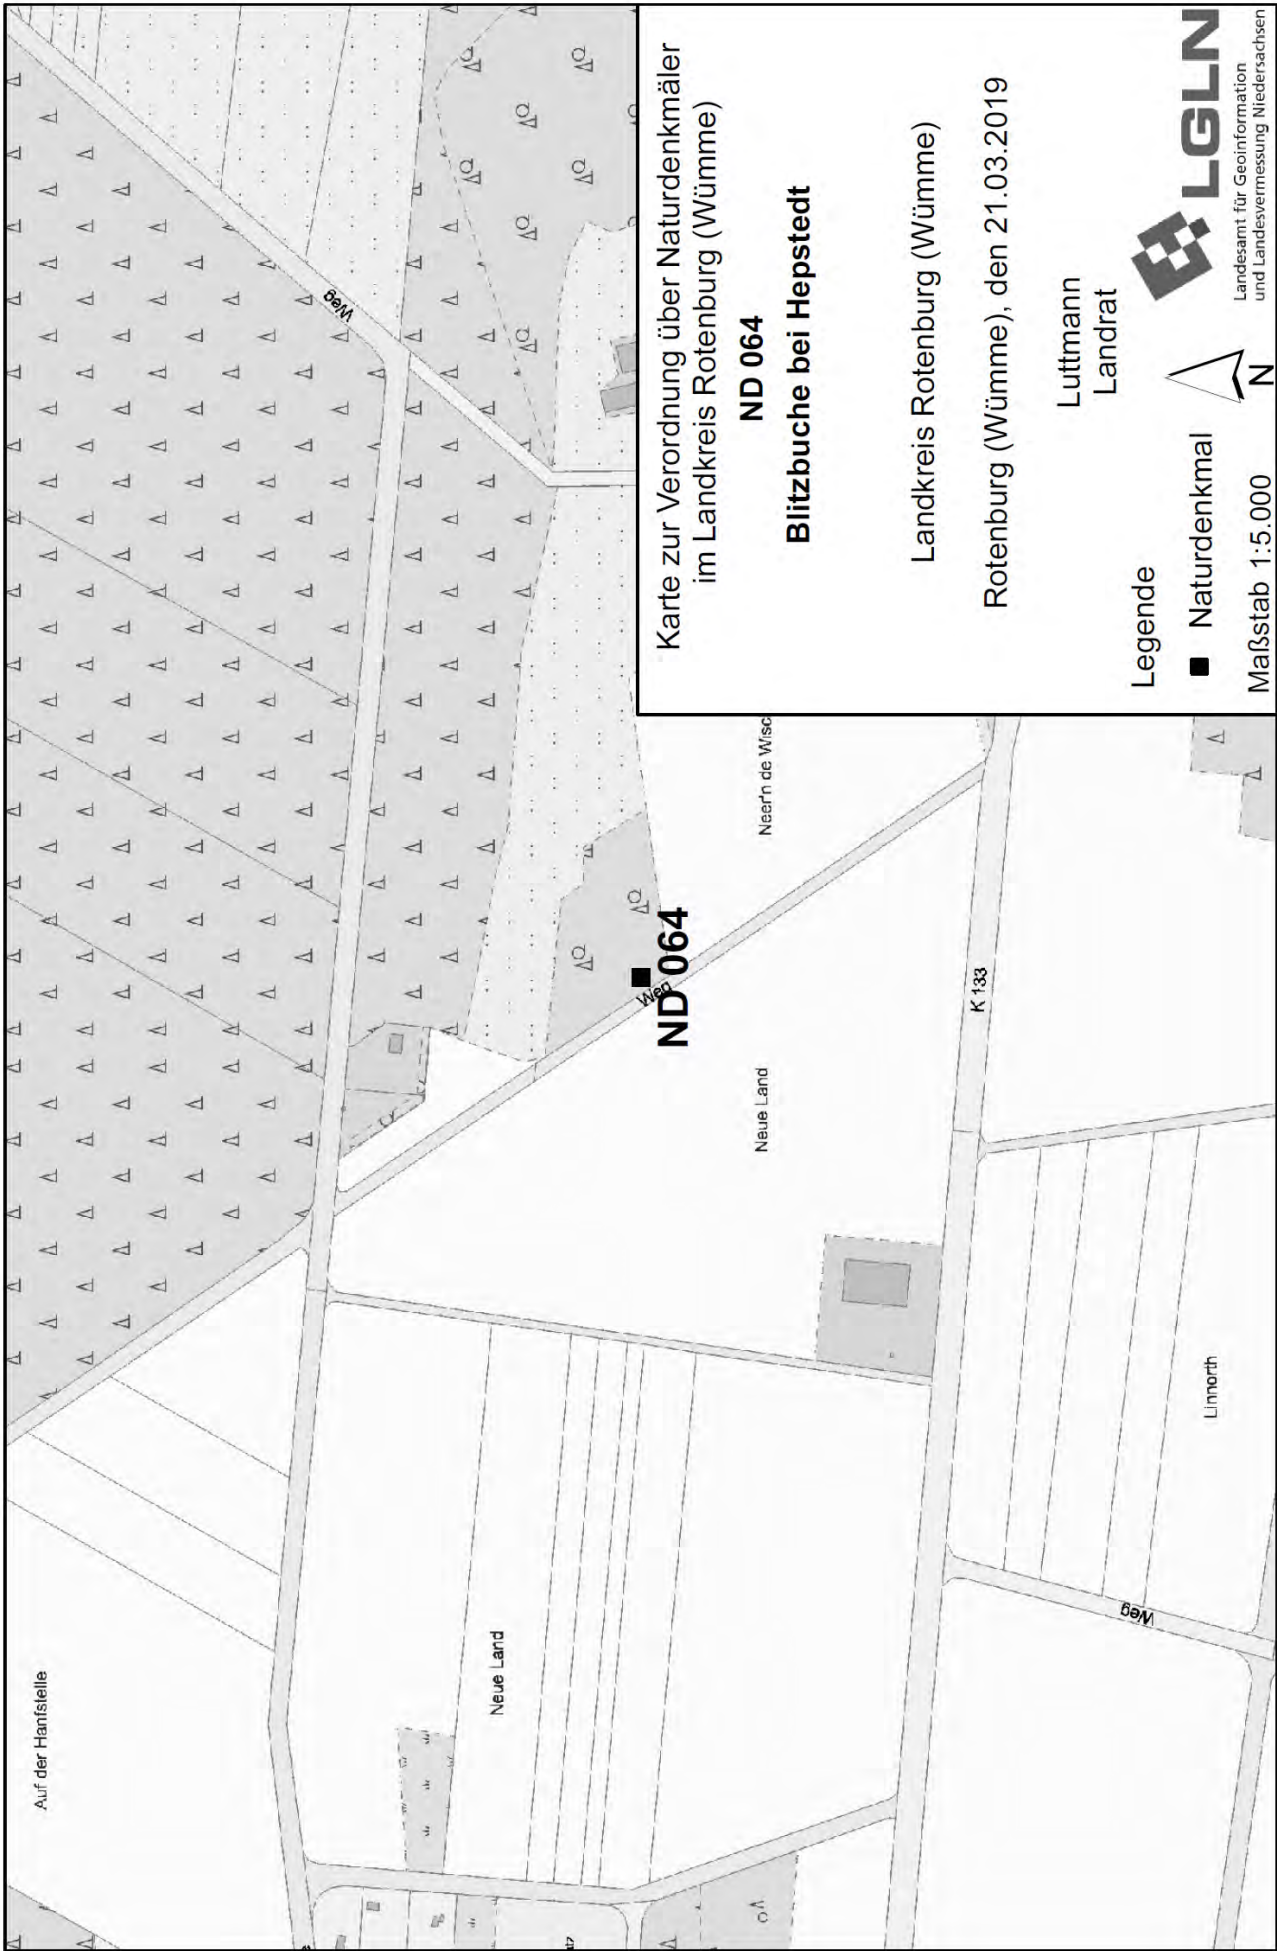 Karte zur Verordnung über Naturdenkmäler
im Landkreis Rotenburg (Wümme)
ND 064
Blitzbuche bei Hepstedt
Landkreis Rotenburg (Wümme)
Rotenburg (Wümme), den 21.03.2019
Luttmann
Landrat
Legende
Naturdenkmal
Maßstab 1:5.000
N
LGLN
Landesamt für Geoinformation
und Landesvermessung Niedersachsen
Auf der Hanfstelle
Weg
Neue Land
Weg
ND 064
Neue Land
Neer'n de Wisc
K 133
Linnorth
Weg